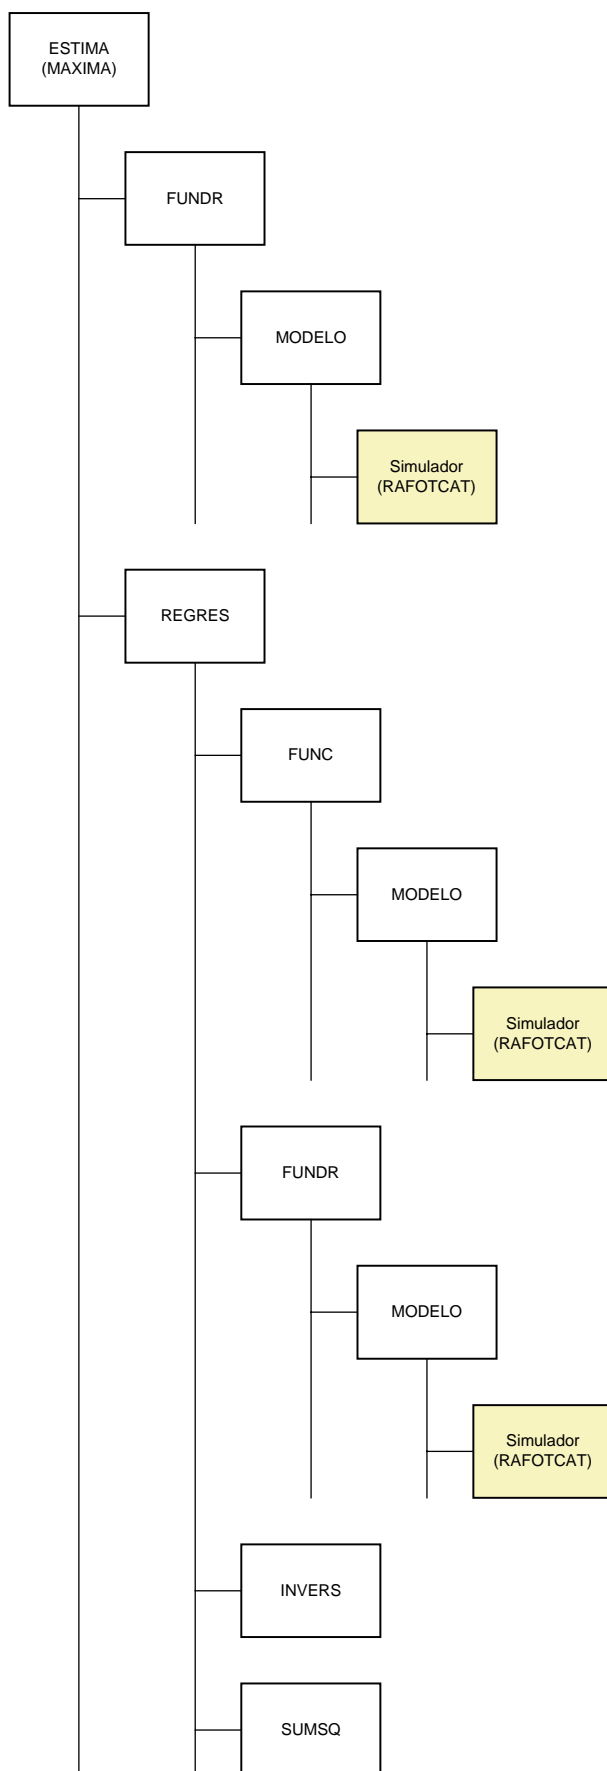 ESTIMA
(MAXIMA)
FUNDR
MODELO
Simulador
(RAFOTCAT)
REGRES
FUNC
MODELO
Simulador
(RAFOTCAT)
FUNDR
MODELO
Simulador
(RAFOTCAT)
INVERS
SUMSQ